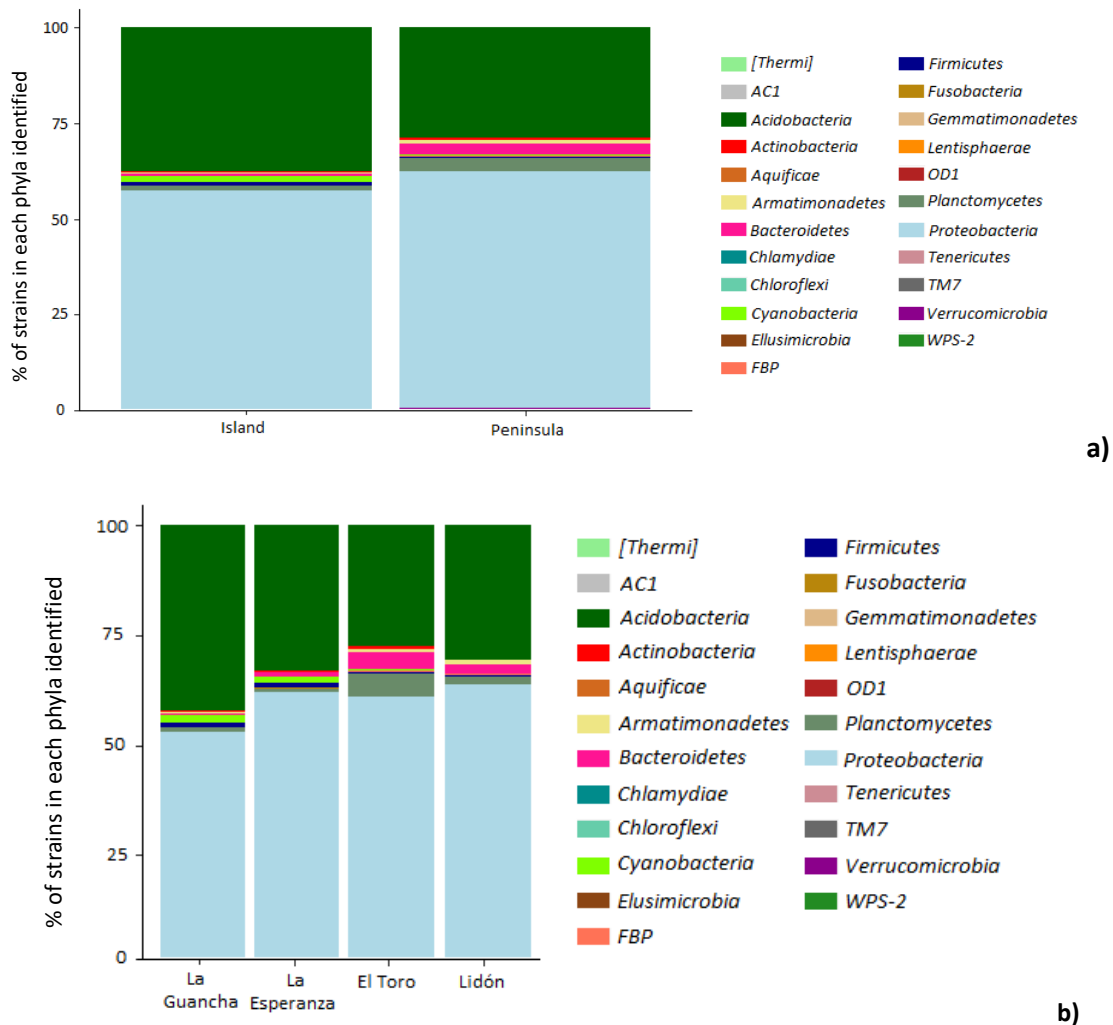 % of strains in each phyla identified
100
75
50
25
0
Island
Peninsula
[Thermi]
AC1
Acidobacteria
Actinobacteria
Aquificae
Armatimonadetes
Bacteroidetes
Chlamydiae
Chloroflexi
Cyanobacteria
Ellusimicrobia
FBP
Firmicutes
Fusobacteria
Gemmatimonadetes
Lentisphaerae
OD1
Planctomycetes
Proteobacteria
Tenericutes
TM7
Verrucomicrobia
WPS-2
a)
% of strains in each phyla identified
100
75
50
25
0
La
Guancha
La
Esperanza
El Toro
Lidón
[Thermi]
AC1
Acidobacteria
Actinobacteria
Aquificae
Armatimonadetes
Bacteroidetes
Chlamydiae
Chloroflexi
Cyanobacteria
Elusimicrobia
FBP
Firmicutes
Fusobacteria
Gemmatimonadetes
Lentisphaerae
OD1
Planctomycetes
Proteobacteria
Tenericutes
TM7
Verrucomicrobia
WPS-2
b)